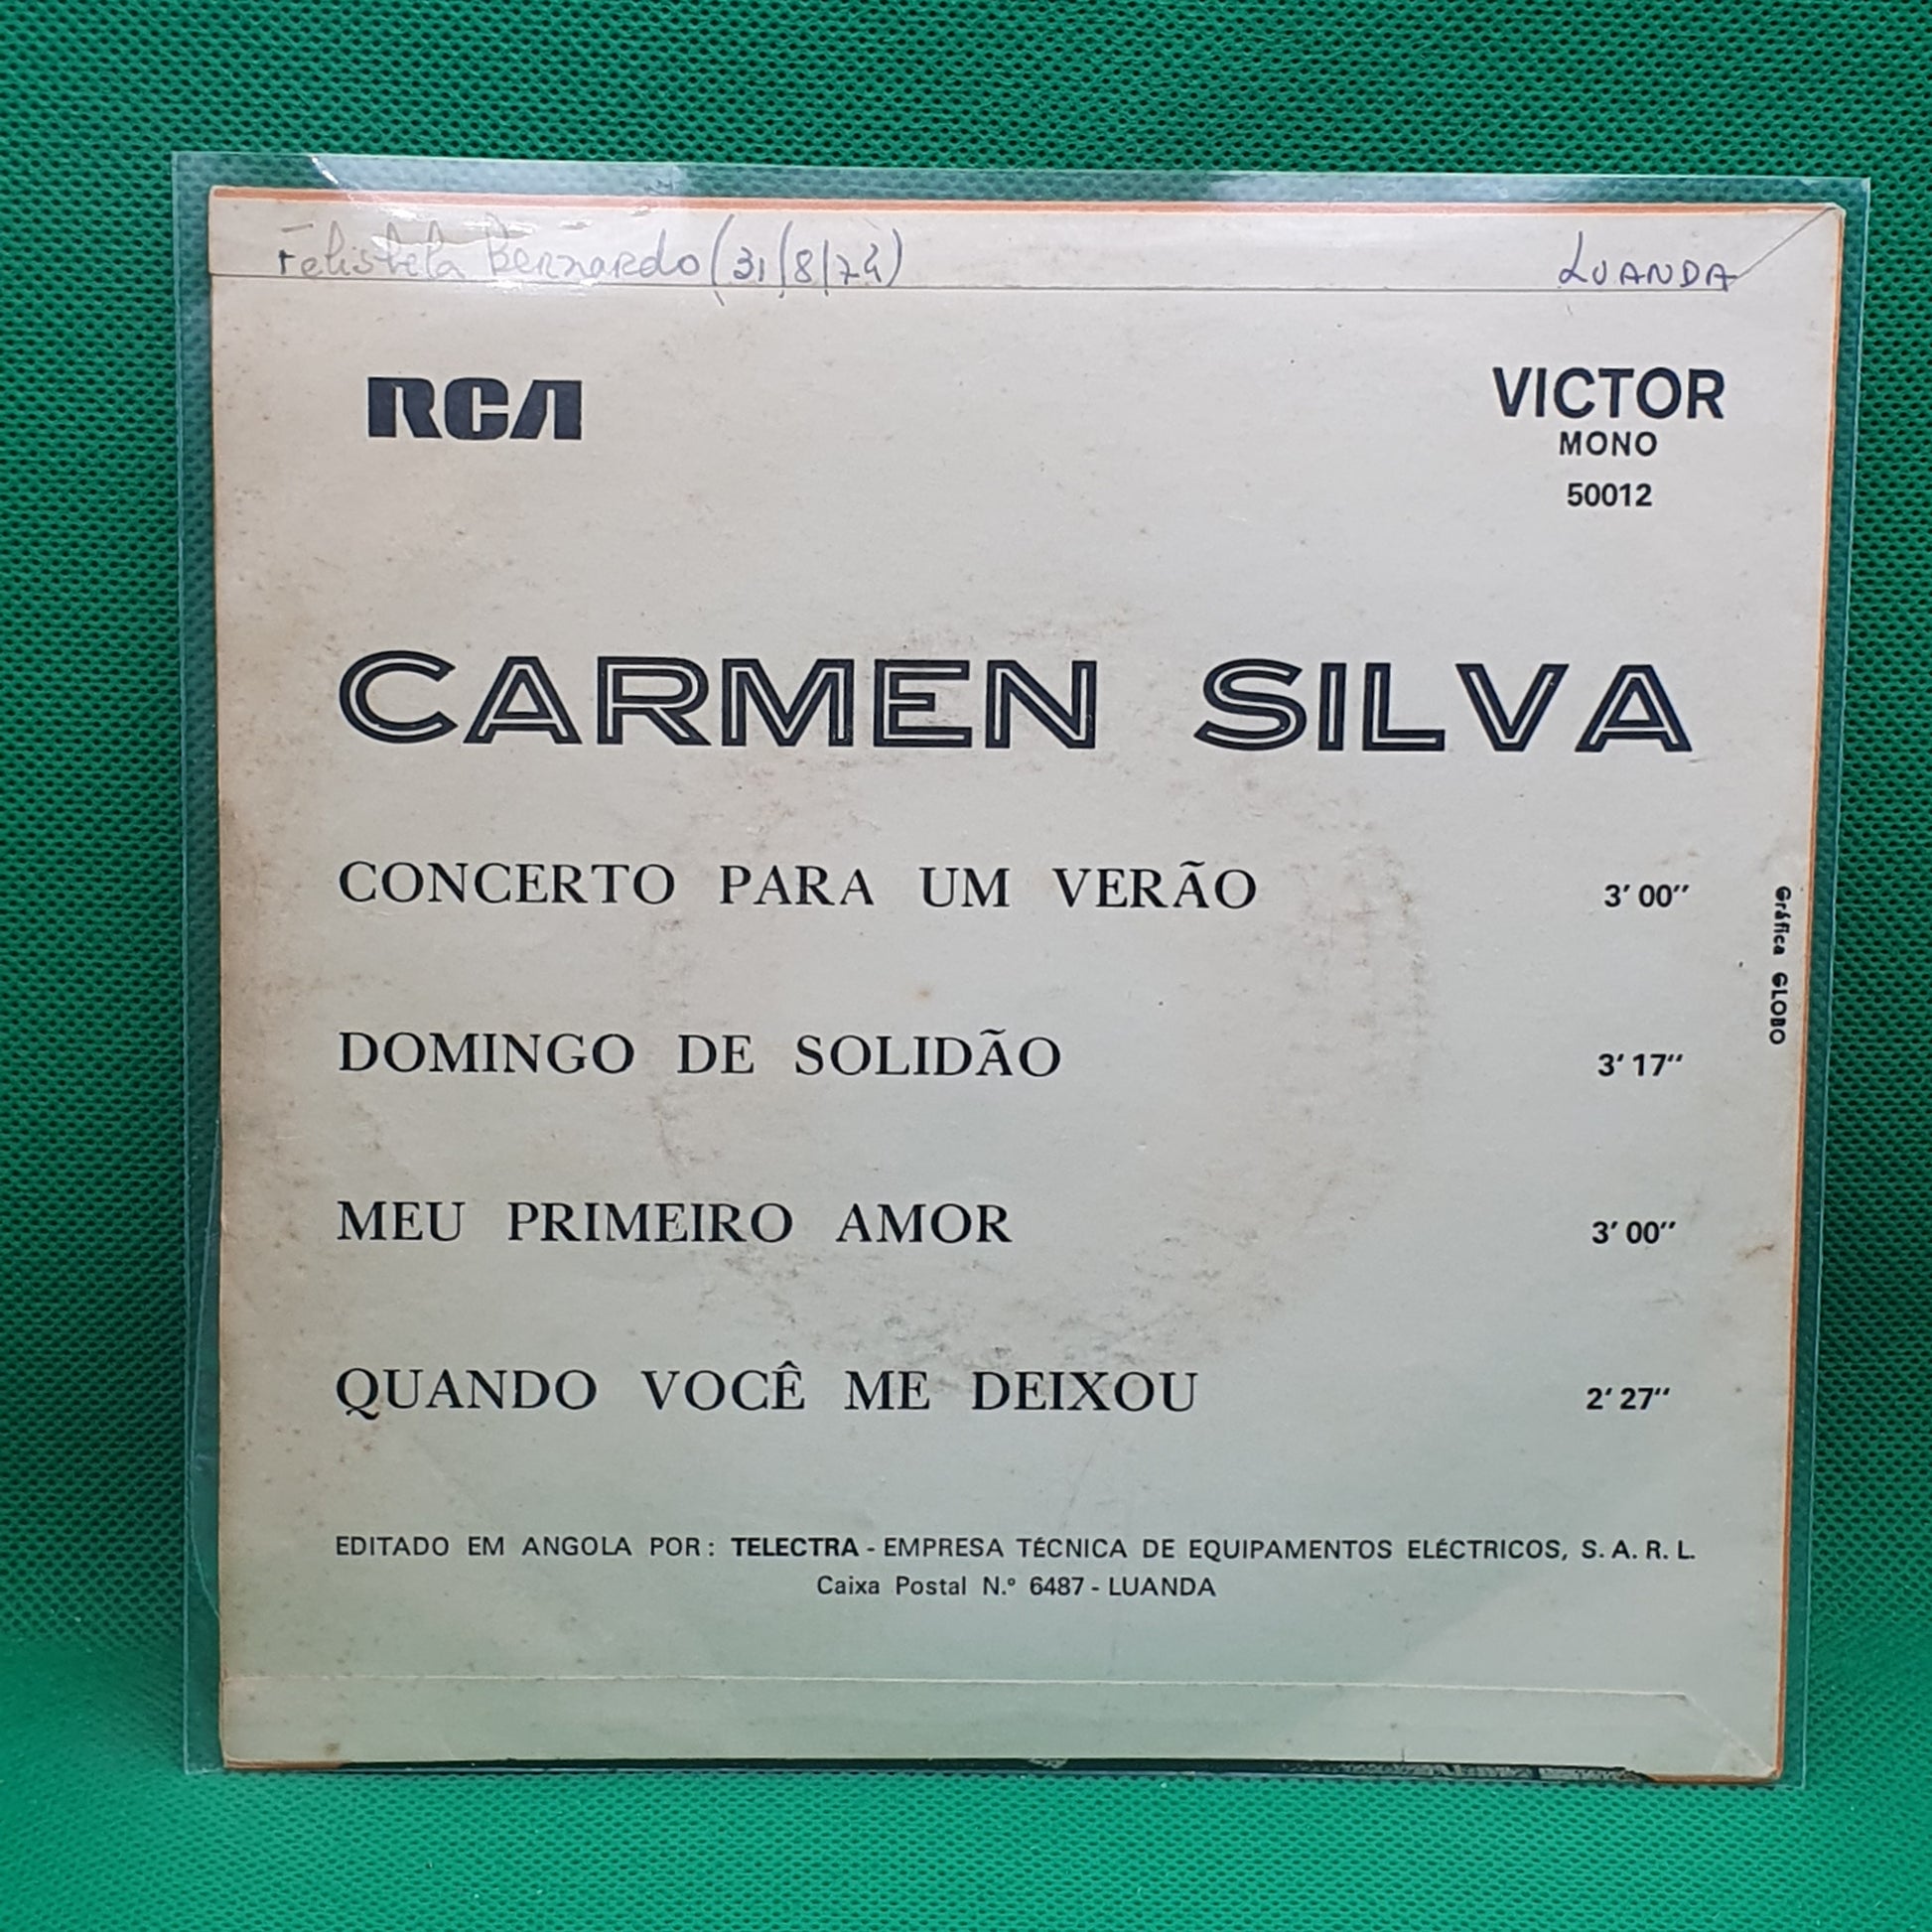 Bernardo (31/8/74) LUANDA
RCA
VICTOR
MONO
50012
CARMEN SILVA
CONCERTO PARA UM VERÃO 3' 00"
DOMINGO DE SOLIDÃO 3' 17"
MEU PRIMEIRO AMOR 3' 00"
QUANDO VOCÊ ME DEIXOU 2' 27"
Gráfica GLOBO
EDITADO EM ANGOLA POR: TELECTRA - EMPRESA TÉCNICA DE EQUIPAMENTOS ELÉCTRICOS, S. A. R. L.
Caixa Postal N.º 6487 - LUANDA